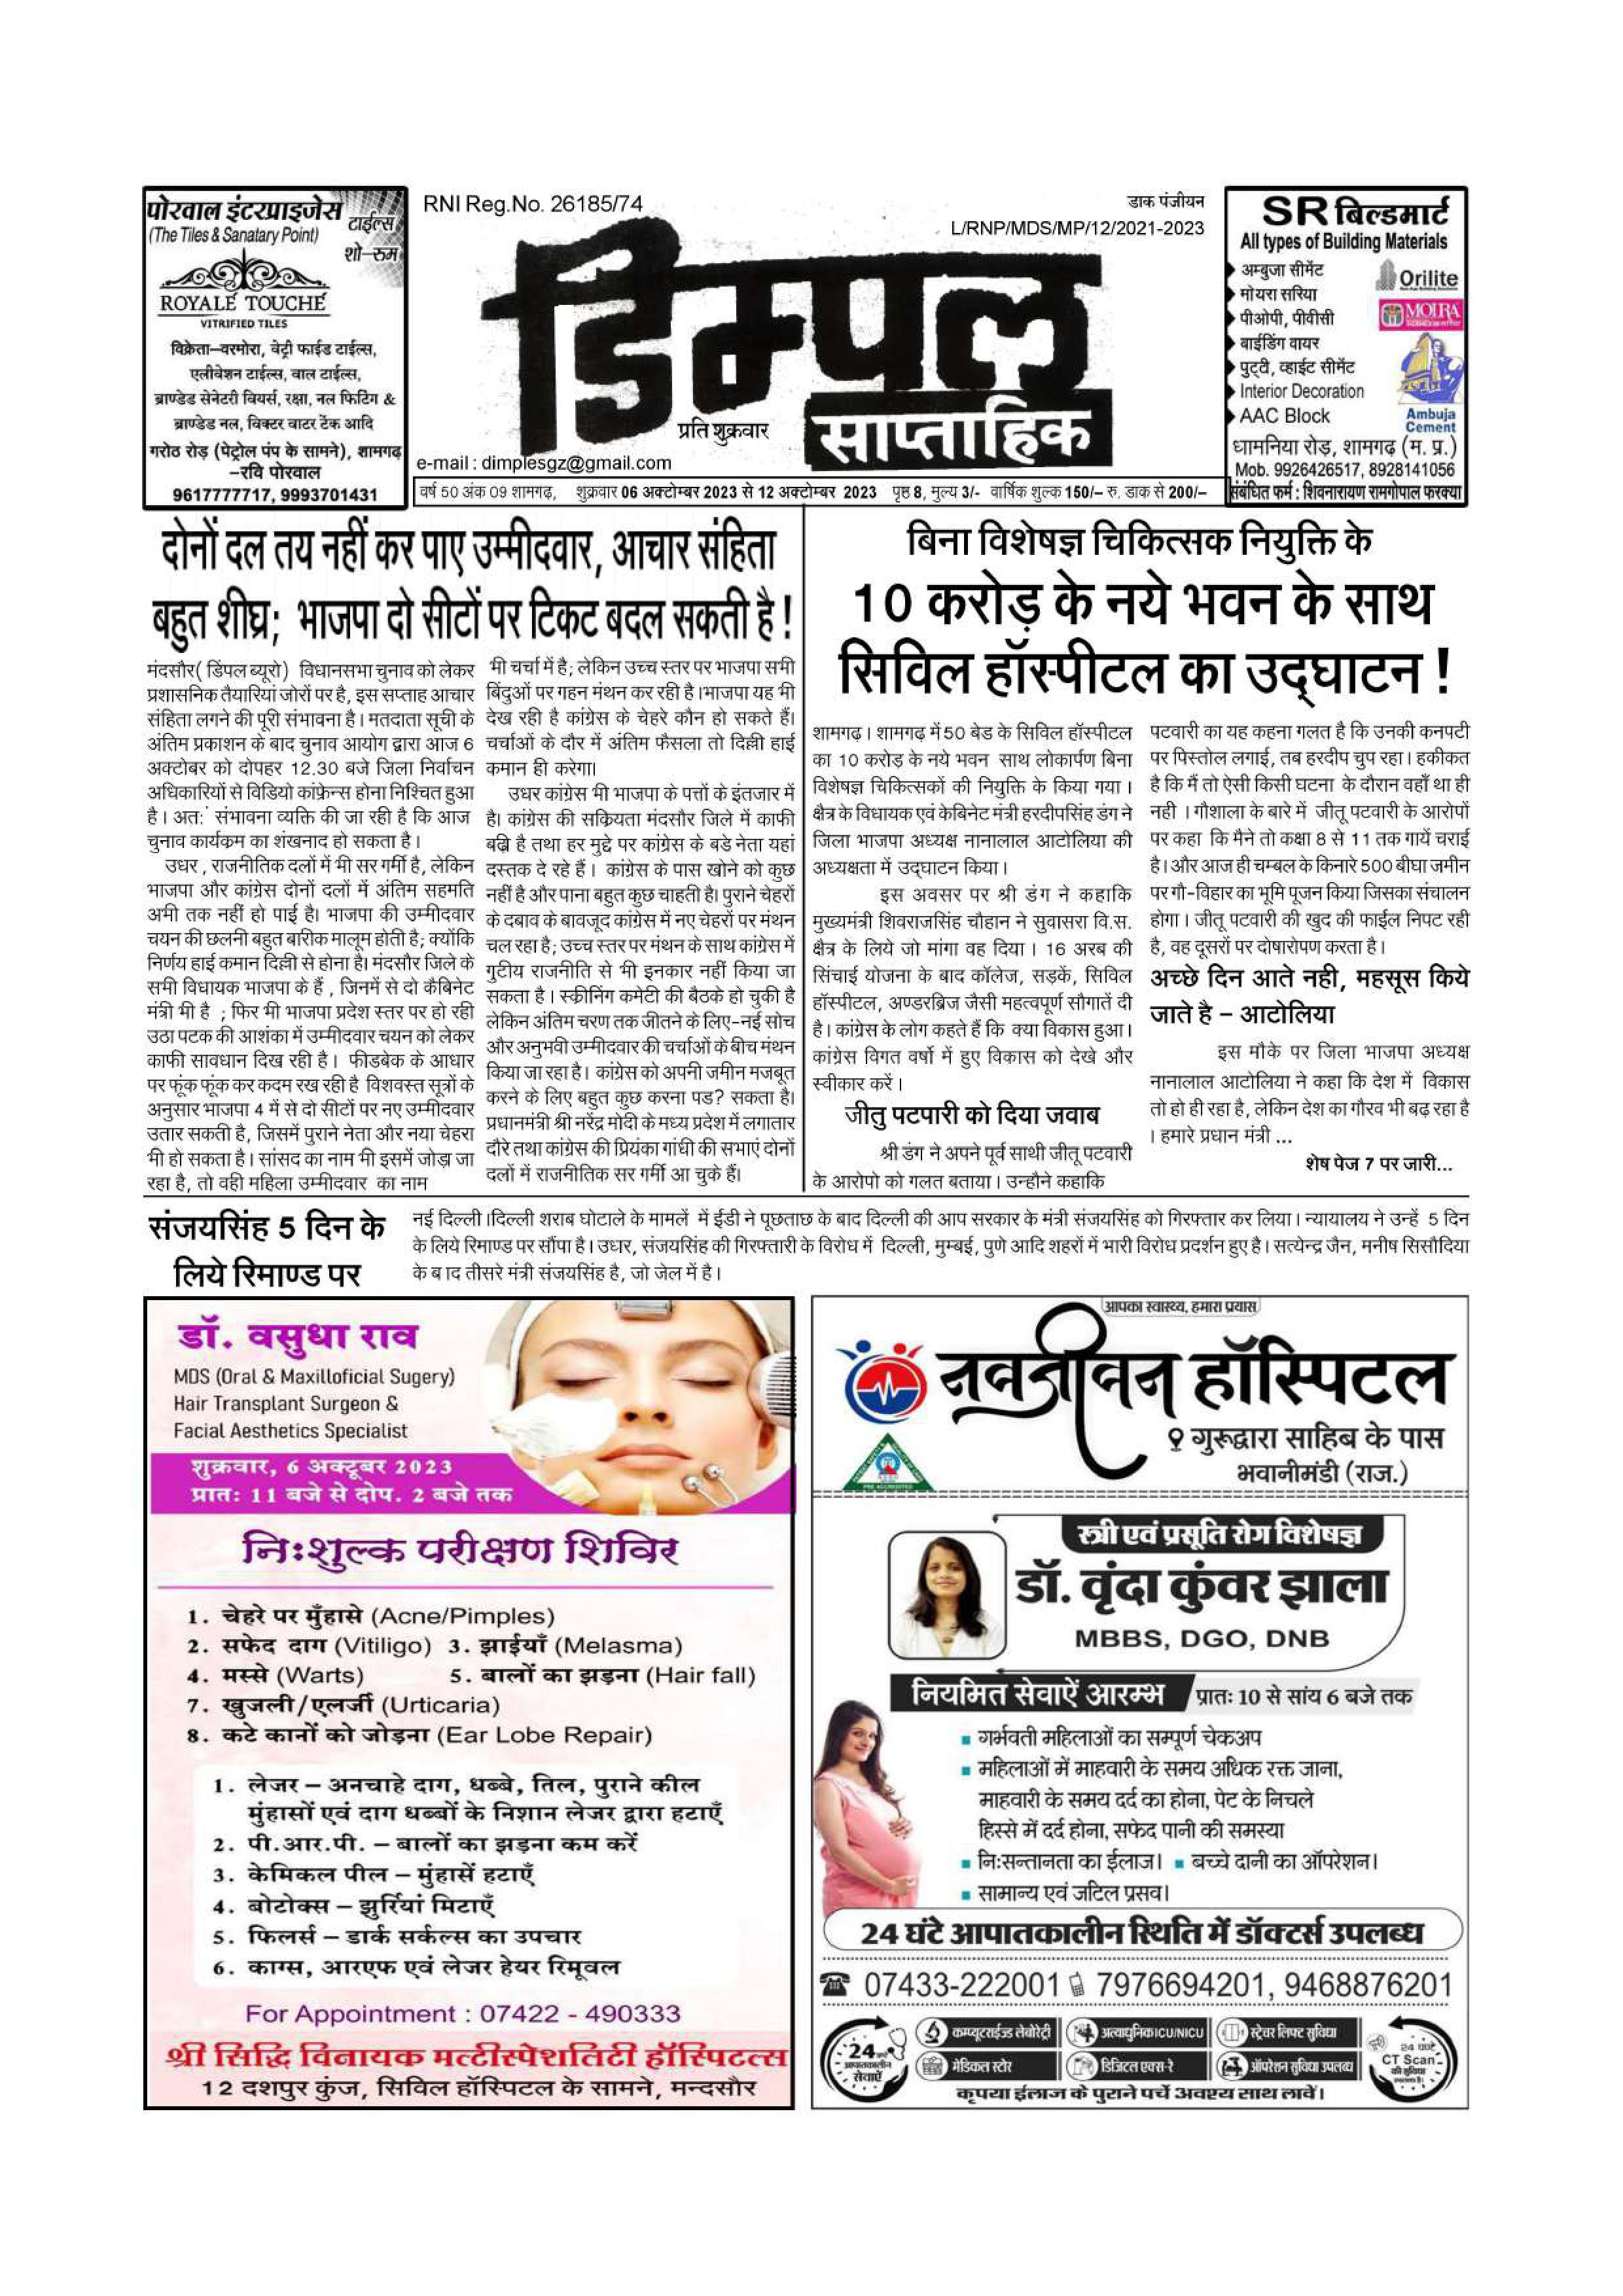 पोरवाल इंटरप्राइजेस
(The Tiles & Sanatary Point)
टाईल्स
शो-रुम
ROYALE TOUCHE
VITRIFIED TILES
विक्रेता-वरमोरा, वेट्री फाईड टाईल्स,
एलीवेशन टाईल्स, वाल टाईल्स,
ब्राण्डेड सेनेटरी वियर्स, रक्षा, नल फिटिंग &
ब्राण्डेड नल, विक्टर वाटर टेंक आदि
गरोठ रोड़ (पेट्रोल पंप के सामने), शामगढ़
-रवि पोरवाल
9617777717, 9993701431
RNI Reg.No. 26185/74
डाक पंजीयन
L/RNP/MDS/MP/12/2021-2023
डिम्पल
प्रति शुक्रवार
साप्ताहिक
e-mail : dimplesgz@gmail.com
वर्ष 50 अंक 09 शामगढ़, शुक्रवार 06 अक्टोम्बर 2023 से 12 अक्टोम्बर 2023 पृष्ठ 8, मुल्य 3/- वार्षिक शुल्क 150/- रु. डाक से 200/-
SR बिल्डमार्ट
All types of Building Materials
अम्बुजा सीमेंट
मोयरा सरिया
पीओपी, पीवीसी
बाईडिंग वायर
पुट्टी, व्हाईट सीमेंट
Interior Decoration
AAC Block
Orilite
MOIRA
Ambuja
Cement
धामनिया रोड़, शामगढ़ (म. प्र.)
Mob. 9926426517, 8928141056
संबंधित फर्म : शिवनारायण रामगोपाल फरक्या
दोनों दल तय नहीं कर पाए उम्मीदवार, आचार संहिता
बहुत शीघ्र; भाजपा दो सीटों पर टिकट बदल सकती है !
मंदसौर( डिंपल ब्यूरो) विधानसभा चुनाव को लेकर
प्रशासनिक तैयारियां जोरों पर है, इस सप्ताह आचार
संहिता लगने की पूरी संभावना है। मतदाता सूची के
अंतिम प्रकाशन के बाद चुनाव आयोग द्वारा आज 6
अक्टोबर को दोपहर 12.30 बजे जिला निर्वाचन
अधिकारियों से विडियो कांफ्रेन्स होना निश्चित हुआ
है। अत: संभावना व्यक्ति की जा रही है कि आज
चुनाव कार्यक्रम का शंखनाद हो सकता है।
उधर , राजनीतिक दलों में भी सर गर्मी है, लेकिन
भाजपा और कांग्रेस दोनों दलों में अंतिम सहमति
अभी तक नहीं हो पाई है। भाजपा की उम्मीदवार
चयन की छलनी बहुत बारीक मालूम होती है; क्योंकि
निर्णय हाई कमान दिल्ली से होना है। मंदसौर जिले के
सभी विधायक भाजपा के हैं , जिनमें से दो कैबिनेट
मंत्री भी है ; फिर भी भाजपा प्रदेश स्तर पर हो रही
उठा पटक की आशंका में उम्मीदवार चयन को लेकर
काफी सावधान दिख रही है। फीडबेक के आधार
पर फूंक फूंक कर कदम रख रही है विशवस्त सूत्रों के
अनुसार भाजपा 4 में से दो सीटों पर नए उम्मीदवार
उतार सकती है, जिसमें पुराने नेता और नया चेहरा
भी हो सकता है। सांसद का नाम भी इसमें जोड़ा जा
रहा है, तो वही महिला उम्मीदवार का नाम
भी चर्चा में है; लेकिन उच्च स्तर पर भाजपा सभी
बिंदुओं पर गहन मंथन कर रही है।भाजपा यह भी
देख रही है कांग्रेस के चेहरे कौन हो सकते हैं।
चर्चाओं के दौर में अंतिम फैसला तो दिल्ली हाई
कमान ही करेगा।
उधर कांग्रेस भी भाजपा के पत्तों के इंतजार में
है। कांग्रेस की सक्रियता मंदसौर जिले में काफी
बढ़ी है तथा हर मुद्दे पर कांग्रेस के बडे नेता यहां
दस्तक दे रहे हैं। कांग्रेस के पास खोने को कुछ
नहीं है और पाना बहुत कुछ चाहती है। पुराने चेहरों
के दबाव के बावजूद कांग्रेस में नए चेहरों पर मंथन
चल रहा है; उच्च स्तर पर मंथन के साथ कांग्रेस में
गुटीय राजनीति से भी इनकार नहीं किया जा
सकता है। स्क्रीनिंग कमेटी की बैठके हो चुकी है
लेकिन अंतिम चरण तक जीतने के लिए-नई सोच
और अनुभवी उम्मीदवार की चर्चाओं के बीच मंथन
किया जा रहा है। कांग्रेस को अपनी जमीन मजबूत
करने के लिए बहुत कुछ करना पड? सकता है।
प्रधानमंत्री श्री नरेंद्र मोदी के मध्य प्रदेश में लगातार
दौरे तथा कांग्रेस की प्रियंका गांधी की सभाएं दोनों
दलों में राजनीतिक सर गर्मी आ चुके हैं।
बिना विशेषज्ञ चिकित्सक नियुक्ति के
10 करोड़ के नये भवन के साथ
सिविल हॉस्पीटल का उद्घाटन !
शामगढ़। शामगढ़ में 50 बेड के सिविल हॉस्पीटल
का 10 करोड़ के नये भवन साथ लोकार्पण बिना
विशेषज्ञ चिकित्सकों की नियुक्ति के किया गया।
क्षैत्र के विधायक एवं केबिनेट मंत्री हरदीपसिंह डंग ने
जिला भाजपा अध्यक्ष नानालाल आटोलिया की
अध्यक्षता में उद्घाटन किया।
इस अवसर पर श्री डंग ने कहाकि
मुख्यमंत्री शिवराजसिंह चौहान ने सुवासरा वि.स.
क्षैत्र के लिये जो मांगा वह दिया। 16 अरब की
सिंचाई योजना के बाद कॉलेज, सड़कें, सिविल
हॉस्पीटल, अण्डरब्रिज जैसी महत्वपूर्ण सौगातें दी
है। कांग्रेस के लोग कहते हैं कि क्या विकास हुआ।
कांग्रेस विगत वर्षो में हुए विकास को देखे और
स्वीकार करें।
जीतु पटपारी को दिया जवाब
श्री डंग ने अपने पूर्व साथी जीतू पटवारी
के आरोपो को गलत बताया। उन्हौने कहाकि
पटवारी का यह कहना गलत है कि उनकी कनपटी
पर पिस्तोल लगाई, तब हरदीप चुप रहा। हकीकत
है कि मैं तो ऐसी किसी घटना के दौरान वहाँ था ही
नही । गौशाला के बारे में जीतू पटवारी के आरोपों
पर कहा कि मैने तो कक्षा 8 से 11 तक गायें चराई
है। और आज ही चम्बल के किनारे 500 बीघा जमीन
पर गौ-विहार का भूमि पूजन किया जिसका संचालन
होगा। जीतू पटवारी की खुद की फाईल निपट रही
है, वह दूसरों पर दोषारोपण करता है।
अच्छे दिन आते नही, महसूस किये
जाते है – आटोलिया
इस मौके पर जिला भाजपा अध्यक्ष
नानालाल आटोलिया ने कहा कि देश में विकास
तो हो ही रहा है, लेकिन देश का गौरव भी बढ़ रहा है
। हमारे प्रधान मंत्री ...
शेष पेज 7 पर जारी...
संजयसिंह 5 दिन के
लिये रिमाण्ड पर
नई दिल्ली।दिल्ली शराब घोटाले के मामलें में ईडी ने पूछताछ के बाद दिल्ली की आप सरकार के मंत्री संजयसिंह को गिरफ्तार कर लिया। न्यायालय ने उन्हें 5 दिन
के लिये रिमाण्ड पर सौंपा है। उधर, संजयसिंह की गिरफ्तारी के विरोध में दिल्ली, मुम्बई, पुणे आदि शहरों में भारी विरोध प्रदर्शन हुए है। सत्येन्द्र जैन, मनीष सिसौदिया
के बाद तीसरे मंत्री संजयसिंह है, जो जेल में है।
डॉ. वसुधा राव
MDS (Oral & Maxilloficial Sugery)
Hair Transplant Surgeon &
Facial Aesthetics Specialist
शुक्रवार, 6 अक्टूबर 2023
प्रात: 11 बजे से दोप. 2 बजे तक
नि:शुल्क परीक्षण शिविर
1. चेहरे पर मुँहासे (Acne/Pimples)
2. सफेद दाग (Vitiligo) 3. झाईयाँ (Melasma)
4. मस्से (Warts) 5. बालों का झड़ना (Hair fall)
7. खुजली/एलर्जी (Urticaria)
8. कटे कानों को जोड़ना (Ear Lobe Repair)
1. लेजर – अनचाहे दाग, धब्बे, तिल, पुराने कील
मुंहासों एवं दाग धब्बों के निशान लेजर द्वारा हटाएँ
2. पी.आर.पी. – बालों का झड़ना कम करें
3. केमिकल पील – मुंहासें हटाएँ
4. बोटोक्स – झुर्रियां मिटाएँ
5. फिलर्स – डार्क सर्कल्स का उपचार
6. काग्स, आरएफ एवं लेजर हेयर रिमूवल
For Appointment : 07422 - 490333
श्री सिद्धि विनायक मल्टीस्पेशलिटी हॉस्पिटल्स
12 दशपुर कुंज, सिविल हॉस्पिटल के सामने, मन्दसौर
आपका स्वास्थ्य, हमारा प्रयास
नवजीवन हॉस्पिटल
गुरूद्वारा साहिब के पास
भवानीमंडी (राज.)
स्त्री एवं प्रसूति रोग विशेषज्ञ
डॉ. वृंदा कुंवर झाला
MBBS, DGO, DNB
नियमित सेवाऐं आरम्भ प्रातः 10 से सांय 6 बजे तक
गर्भवती महिलाओं का सम्पूर्ण चेकअप
महिलाओं में माहवारी के समय अधिक रक्त जाना,
माहवारी के समय दर्द का होना, पेट के निचले
हिस्से में दर्द होना, सफेद पानी की समस्या
नि:सन्तानता का ईलाज। बच्चे दानी का ऑपरेशन।
सामान्य एवं जटिल प्रसव।
24 घंटे आपातकालीन स्थिति में डॉक्टर्स उपलब्ध
07433-222001 7976694201, 9468876201
24 घंटे
आपातकालीन
सेवाऐं
कम्प्यूटराईज्ड लेबोरेट्री
अत्याधुनिक ICU/NICU
स्ट्रेचर लिफ्ट सुविधा
मेडिकल स्टोर
डिजिटल एक्स-रे
ऑपरेशन सुविधा उपलब्ध
24 घण्टे
CT Scan
की सुविधा
कृपया ईलाज के पुराने पर्चे अवश्य साथ लावें।